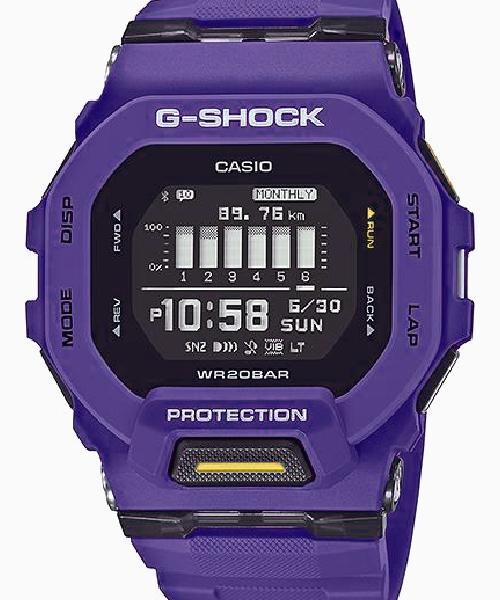 G-SHOCK
CASIO
MONTHLY
89.76 km
100
0%
1 2 3 4 5 6
P10:58 6/30 SUN
SNZ VIB LT
WR20BAR
PROTECTION
DISP
MODE
START
LAP
FWD
REV
RUN
BACK